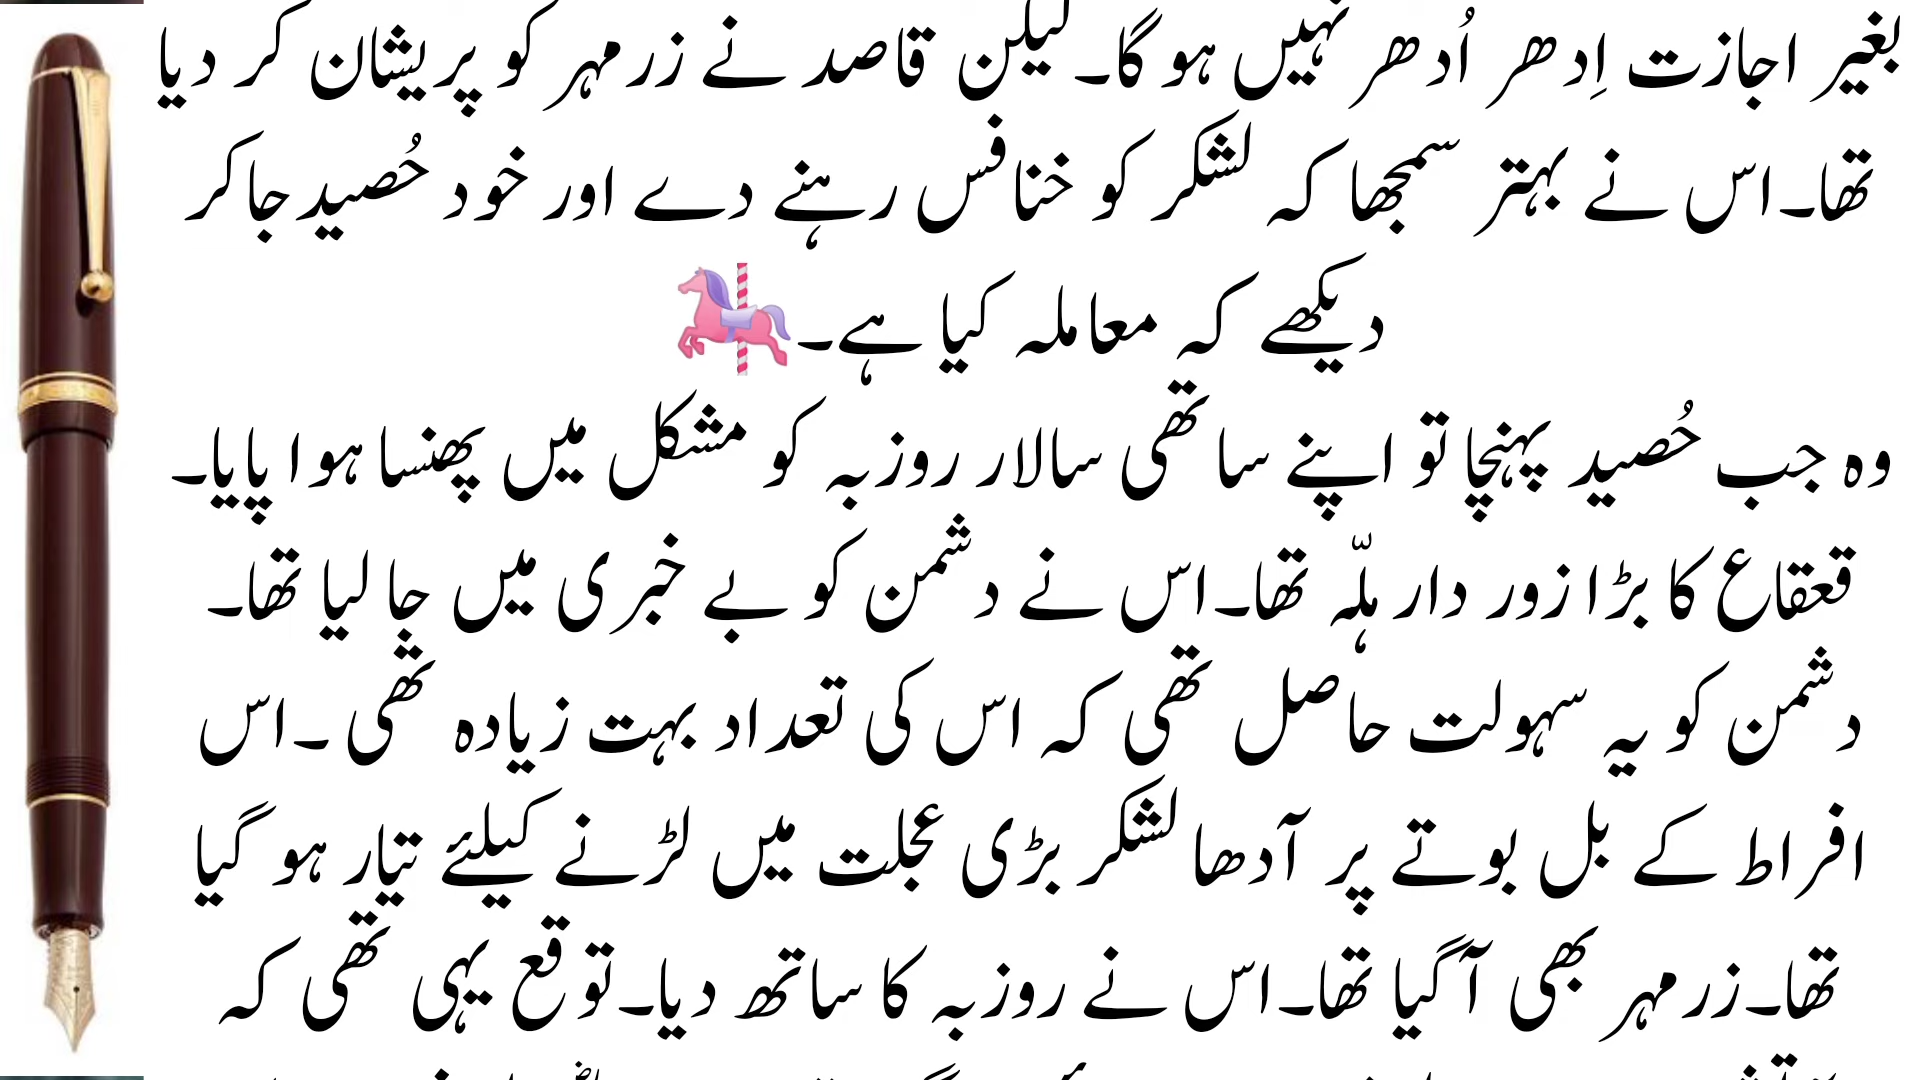 بغیر اجازت اِدھر اُدھر نہیں ہو گا۔لیکن قاصد نے زرمہر کو پریشان کر دیا
تھا۔اس نے بہتر سمجھا کہ لشکر کو خنافس رہنے دے اور خود حُصید جا کر
دیکھے کہ معاملہ کیا ہے۔🎠
وہ جب حُصید پہنچا تو اپنے ساتھی سالار روزبہ کو مشکل میں پھنسا ہوا پایا۔
قعقاع کا بڑا زور دار ہلّہ تھا۔اس نے دشمن کو بے خبری میں جا لیا تھا۔
دشمن کو یہ سہولت حاصل تھی کہ اس کی تعداد بہت زیادہ تھی ۔اس
افراط کے بل بوتے پر آدھا لشکر بڑی عجلت میں لڑنے کیلئے تیار ہو گیا
تھا۔زرمہر بھی آگیا تھا۔اس نے روزبہ کا ساتھ دیا۔توقع یہی تھی کہ